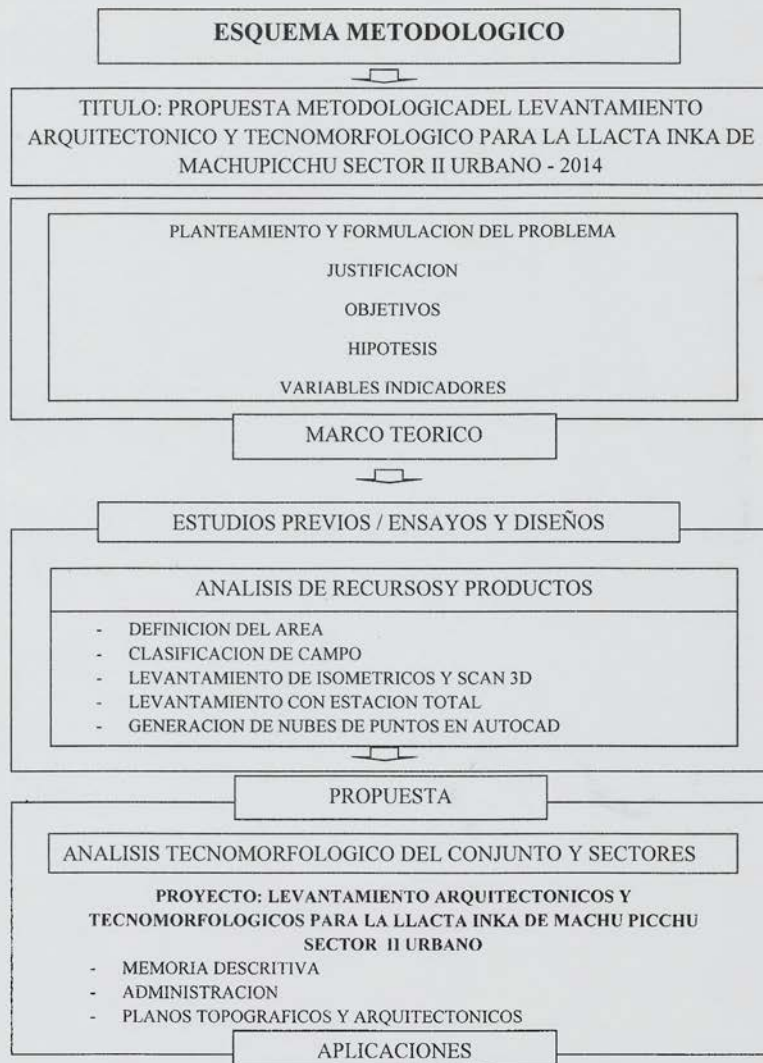 ESQUEMA METODOLOGICO
TITULO: PROPUESTA METODOLOGICADEL LEVANTAMIENTO
ARQUITECTONICO Y TECNOMORFOLOGICO PARA LA LLACTA INKA DE
MACHUPICCHU SECTOR II URBANO - 2014
PLANTEAMIENTO Y FORMULACION DEL PROBLEMA
JUSTIFICACION
OBJETIVOS
HIPOTESIS
VARIABLES INDICADORES
MARCO TEORICO
ESTUDIOS PREVIOS / ENSAYOS Y DISEÑOS
ANALISIS DE RECURSOSY PRODUCTOS
- DEFINICION DEL AREA
- CLASIFICACION DE CAMPO
- LEVANTAMIENTO DE ISOMETRICOS Y SCAN 3D
- LEVANTAMIENTO CON ESTACION TOTAL
- GENERACION DE NUBES DE PUNTOS EN AUTOCAD
PROPUESTA
ANALISIS TECNOMORFOLOGICO DEL CONJUNTO Y SECTORES
PROYECTO: LEVANTAMIENTO ARQUITECTONICOS Y
TECNOMORFOLOGICOS PARA LA LLACTA INKA DE MACHU PICCHU
SECTOR II URBANO
- MEMORIA DESCRITIVA
- ADMINISTRACION
- PLANOS TOPOGRAFICOS Y ARQUITECTONICOS
APLICACIONES